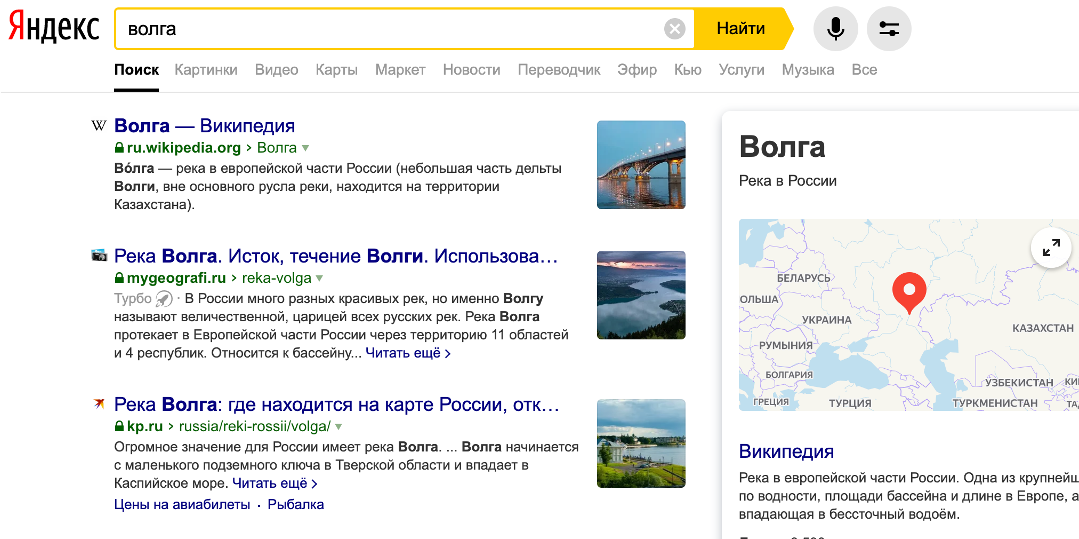 Яндекс
волга
Найти
Поиск Картинки Видео Карты Маркет Новости Переводчик Эфир Кью Услуги Музыка Все
W Волга — Википедия
ru.wikipedia.org › Волга
Во́лга — река в европейской части России (небольшая часть дельты
Волги, вне основного русла реки, находится на территории
Казахстана).
Река Волга. Исток, течение Волги. Использова...
mygeografi.ru › reka-volga
Турбо · В России много разных красивых рек, но именно Волгу
называют величественной, царицей всех русских рек. Река Волга
протекает в Европейской части России через территорию 11 областей
и 4 республик. Относится к бассейну... Читать ещё ›
Река Волга: где находится на карте России, отк...
kp.ru › russia/reki-rossii/volga/
Огромное значение для России имеет река Волга. ... Волга начинается
с маленького подземного ключа в Тверской области и впадает в
Каспийское море. Читать ещё ›
Цены на авиабилеты · Рыбалка
Волга
Река в России
БЕЛАРУСЬ
ОЛЬША
УКРАИНА
КАЗАХСТАН
РУМЫНИЯ
БОЛГАРИЯ
УЗБЕКИСТАН
ГРЕЦИЯ
ТУРЦИЯ
ТУРКМЕНИСТАН
Википедия
Река в европейской части России. Одна из крупнейш
по водности, площади бассейна и длине в Европе, а
впадающая в бессточный водоём.